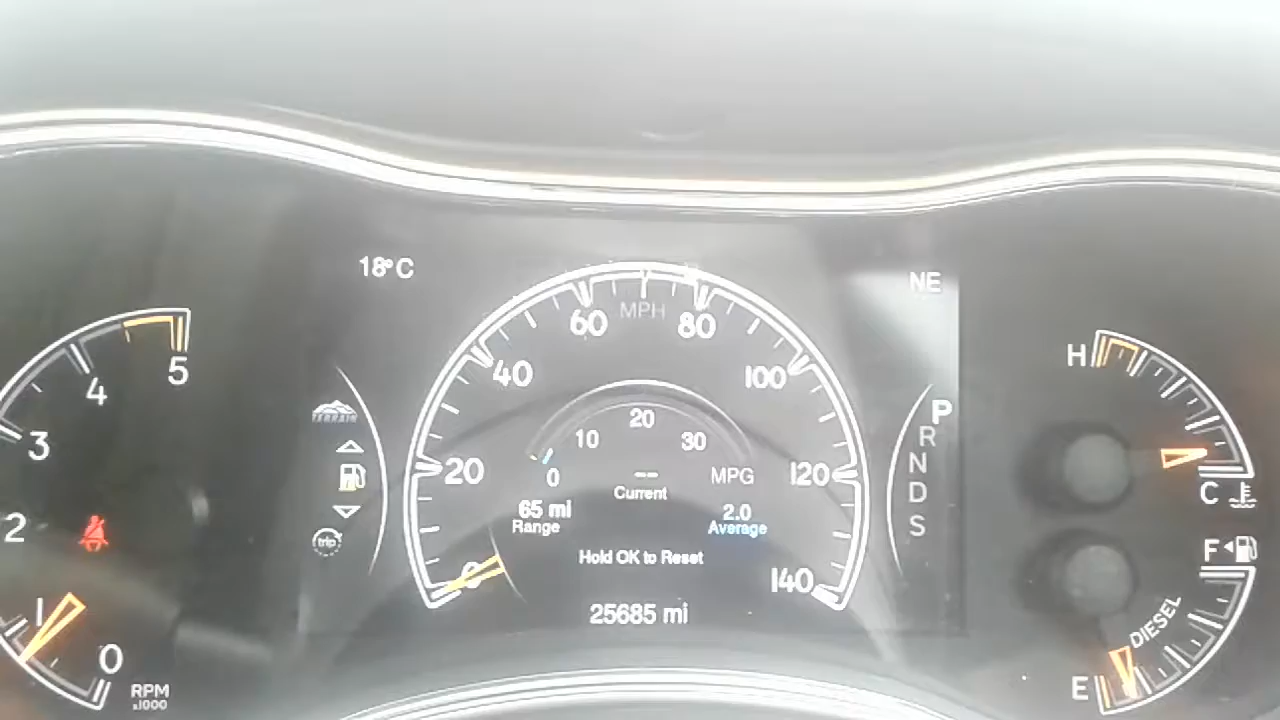 18°C
NE
60 MPH 80
40 100
20 120
0 140
10 20 30
0 -- MPG
Current
65 mi
Range
2.0
Average
Hold OK to Reset
25685 mi
TERRAIN
trip
P
R
N
D
S
5
4
3
2
1
0
RPM
x1000
H
C
F
DIESEL
E